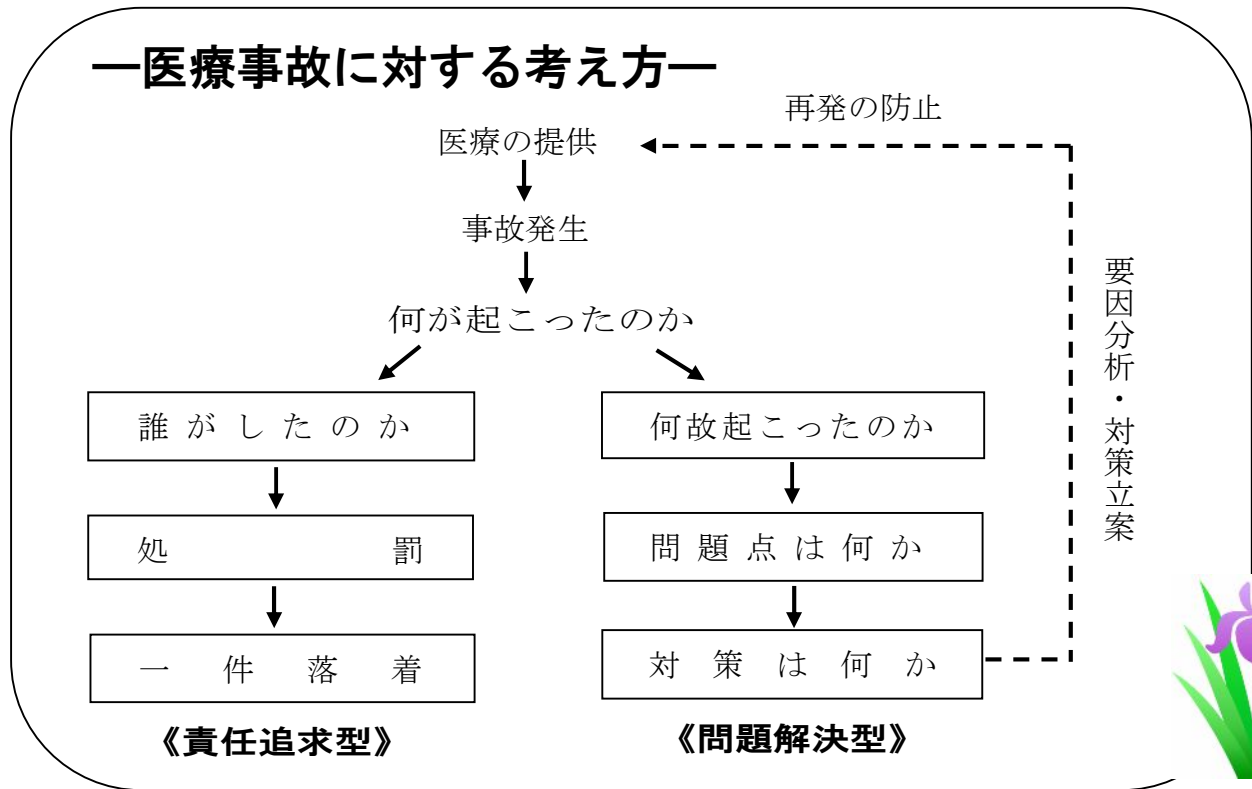 ―医療事故に対する考え方―
再発の防止
医療の提供
事故発生
何が起こったのか
誰がしたのか
処罰
一件落着
《責任追求型》
何故起こったのか
問題点は何か
対策は何か
《問題解決型》
要因分析・対策立案